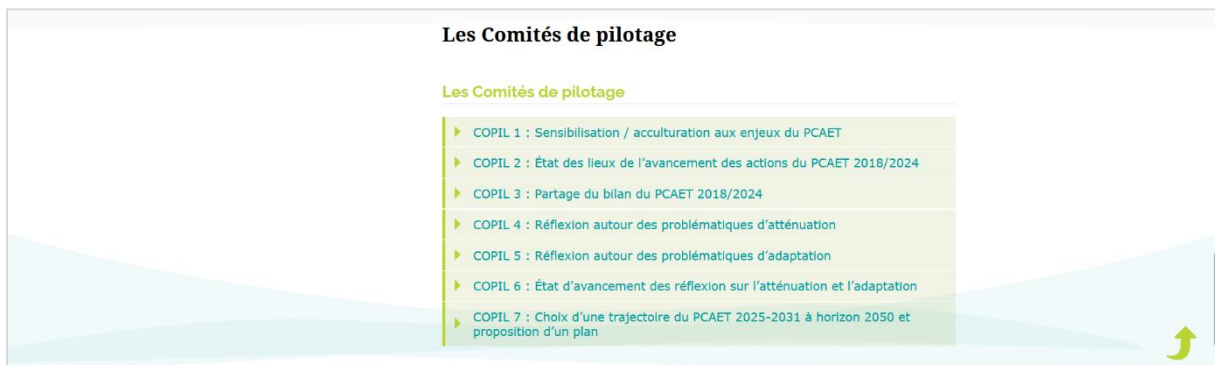 Les Comités de pilotage
Les Comités de pilotage
COPIL 1 : Sensibilisation / acculturation aux enjeux du PCAET
COPIL 2 : État des lieux de l’avancement des actions du PCAET 2018/2024
COPIL 3 : Partage du bilan du PCAET 2018/2024
COPIL 4 : Réflexion autour des problématiques d’atténuation
COPIL 5 : Réflexion autour des problématiques d’adaptation
COPIL 6 : État d’avancement des réflexion sur l’atténuation et l’adaptation
COPIL 7 : Choix d’une trajectoire du PCAET 2025-2031 à horizon 2050 et
proposition d’un plan